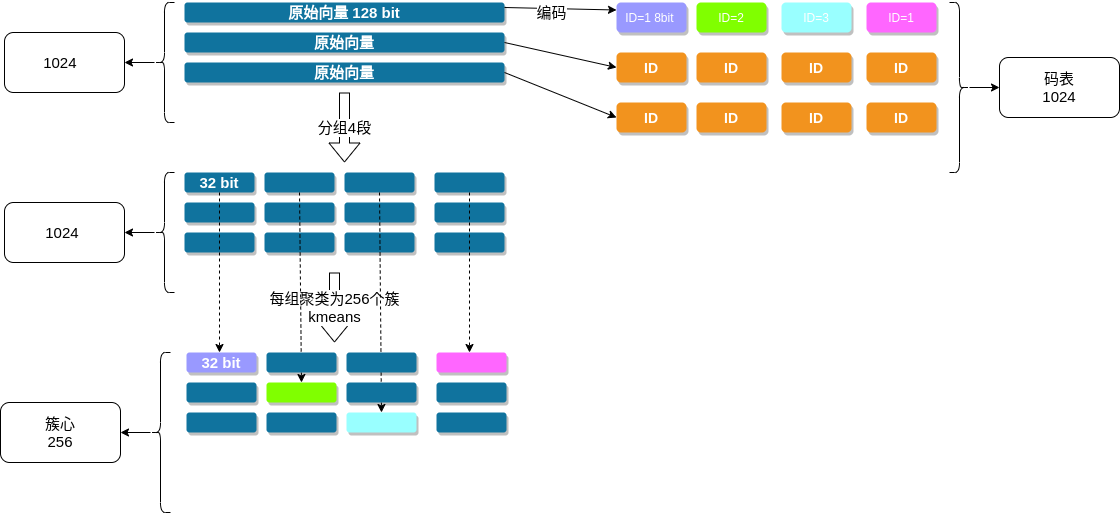 原始向量 128 bit
编码
ID=1 8bit
ID=2
ID=3
ID=1
1024
原始向量
原始向量
ID
ID
ID
ID
ID
ID
ID
ID
码表
1024
分组4段
32 bit
1024
每组聚类为256个簇
kmeans
32 bit
簇心
256